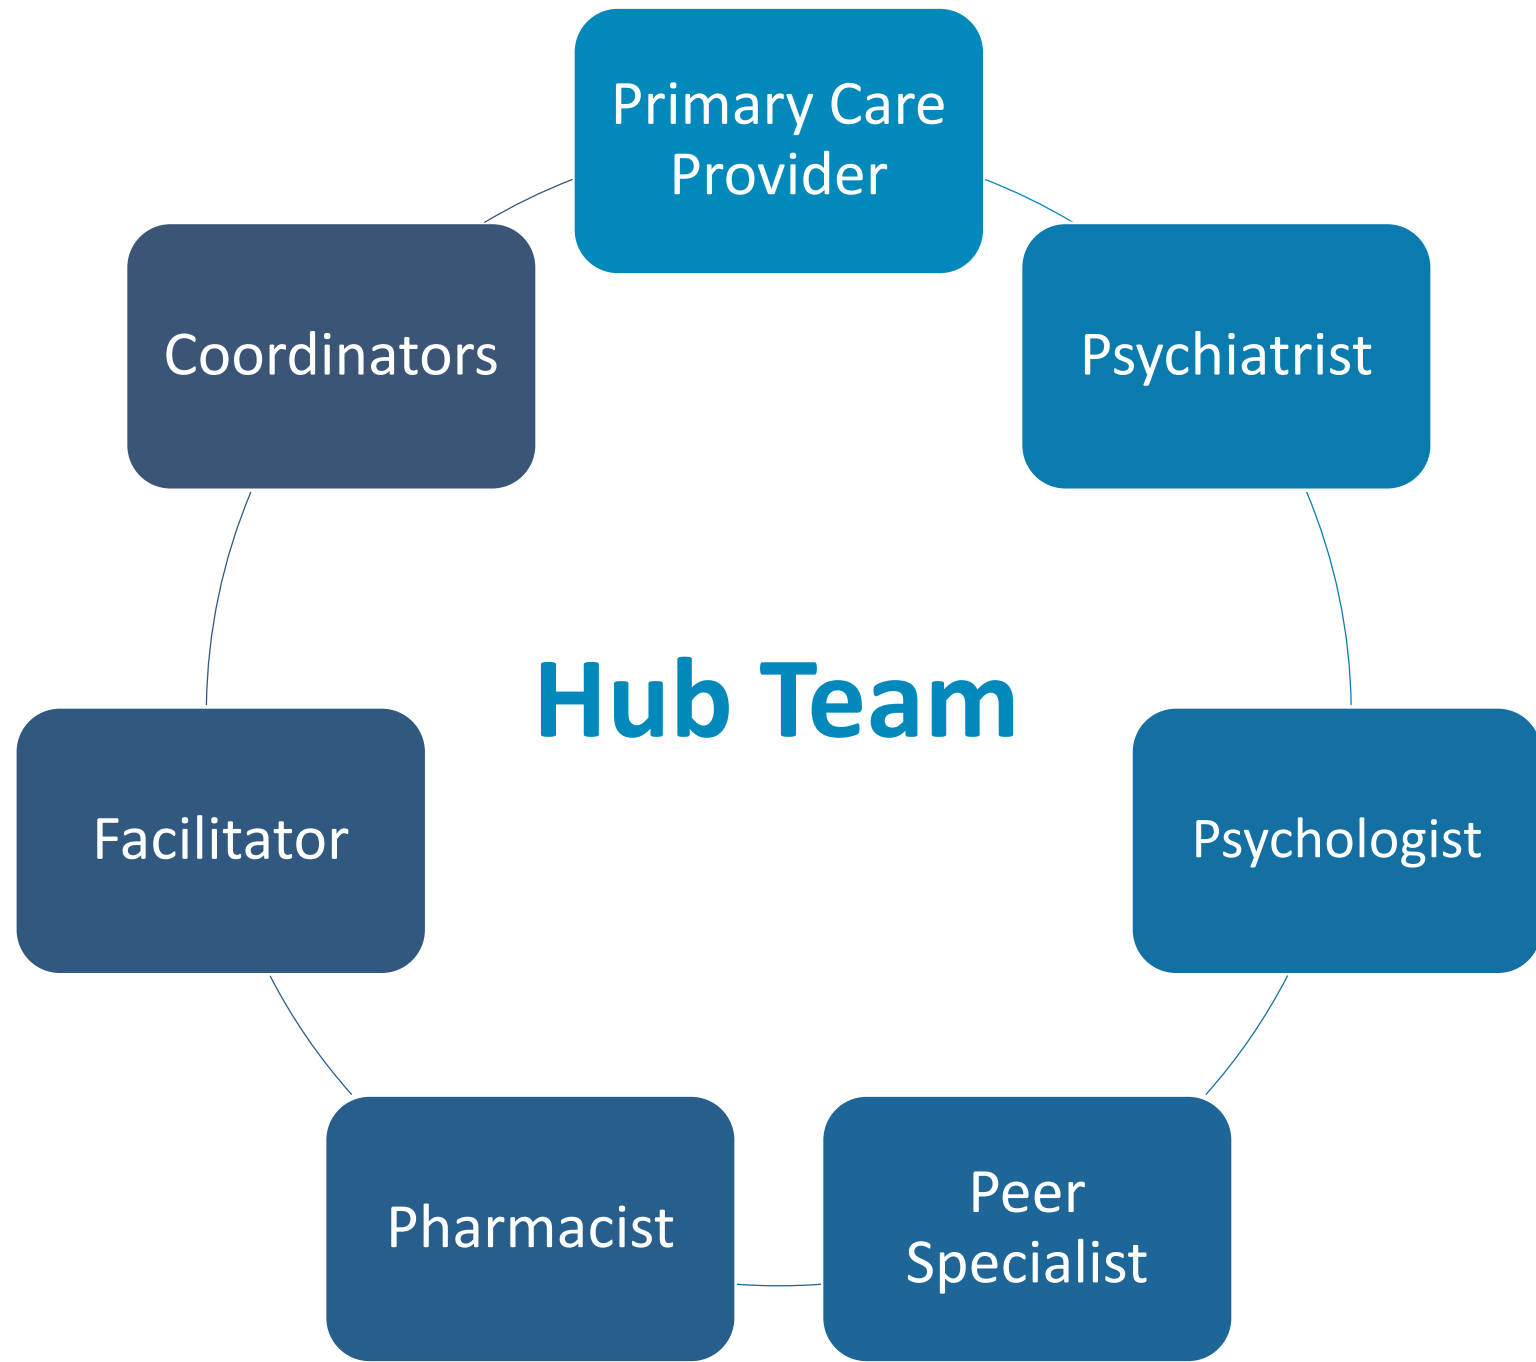 Primary Care
Provider
Psychiatrist
Psychologist
Peer
Specialist
Pharmacist
Facilitator
Coordinators
Hub Team